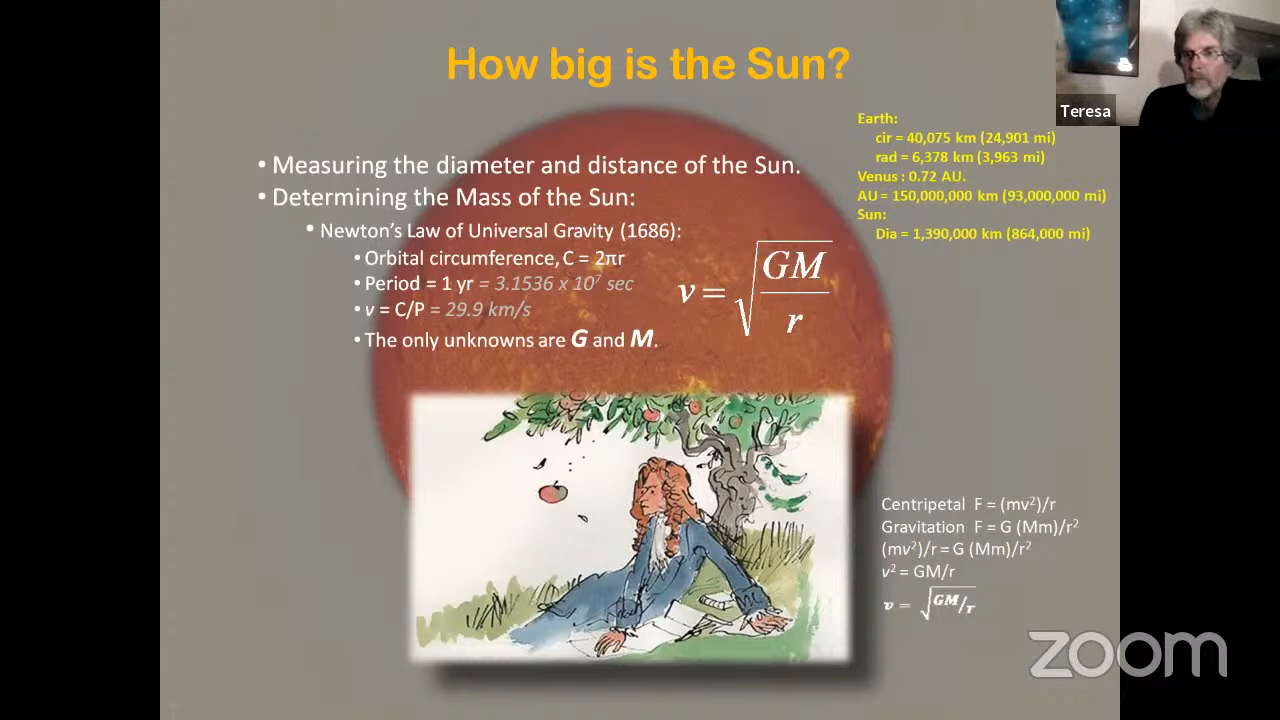 How big is the Sun?
Teresa
• Measuring the diameter and distance of the Sun.
• Determining the Mass of the Sun:
• Newton's Law of Universal Gravity (1686):
• Orbital circumference, C = 2πr
• Period = 1 yr = 3.1536 x 10⁷ sec
• v = C/P = 29.9 km/s
• The only unknowns are G and M.
v = √(GM/r)
Earth:
cir = 40,075 km (24,901 mi)
rad = 6,378 km (3,963 mi)
Venus : 0.72 AU.
AU = 150,000,000 km (93,000,000 mi)
Sun:
Dia = 1,390,000 km (864,000 mi)
Centripetal F = (mv²)/r
Gravitation F = G (Mm)/r²
(mv²)/r = G (Mm)/r²
v² = GM/r
v = √GM/r
zoom